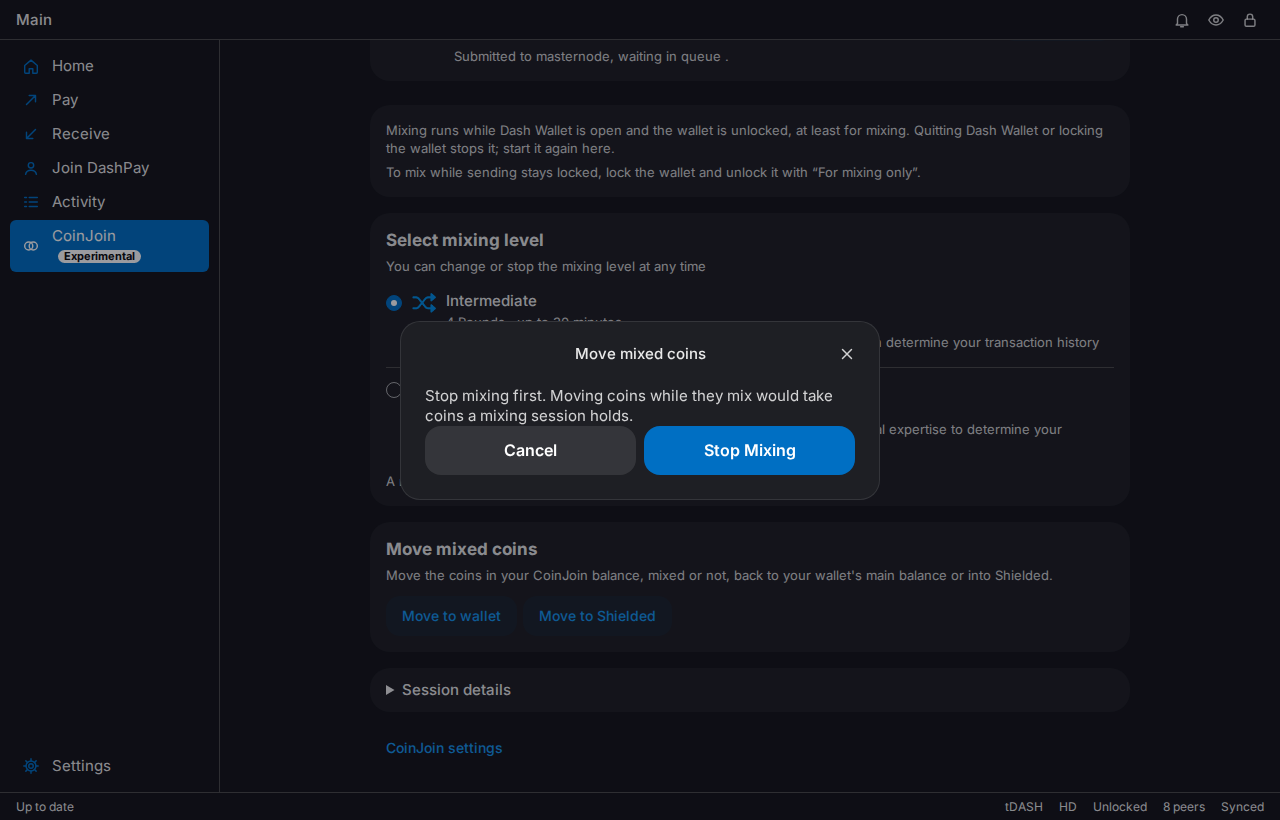 Main
Home
Pay
Receive
Join DashPay
Activity
CoinJoin
Experimental
Settings
Submitted to masternode, waiting in queue .
Mixing runs while Dash Wallet is open and the wallet is unlocked, at least for mixing. Quitting Dash Wallet or locking
the wallet stops it; start it again here.
To mix while sending stays locked, lock the wallet and unlock it with “For mixing only”.
Select mixing level
You can change or stop the mixing level at any time
Intermediate
determine your transaction history
expertise to determine your
A
Move mixed coins
Stop mixing first. Moving coins while they mix would take
coins a mixing session holds.
Cancel
Stop Mixing
Move mixed coins
Move the coins in your CoinJoin balance, mixed or not, back to your wallet's main balance or into Shielded.
Move to wallet
Move to Shielded
Session details
CoinJoin settings
Up to date
tDASH
HD
Unlocked
8 peers
Synced